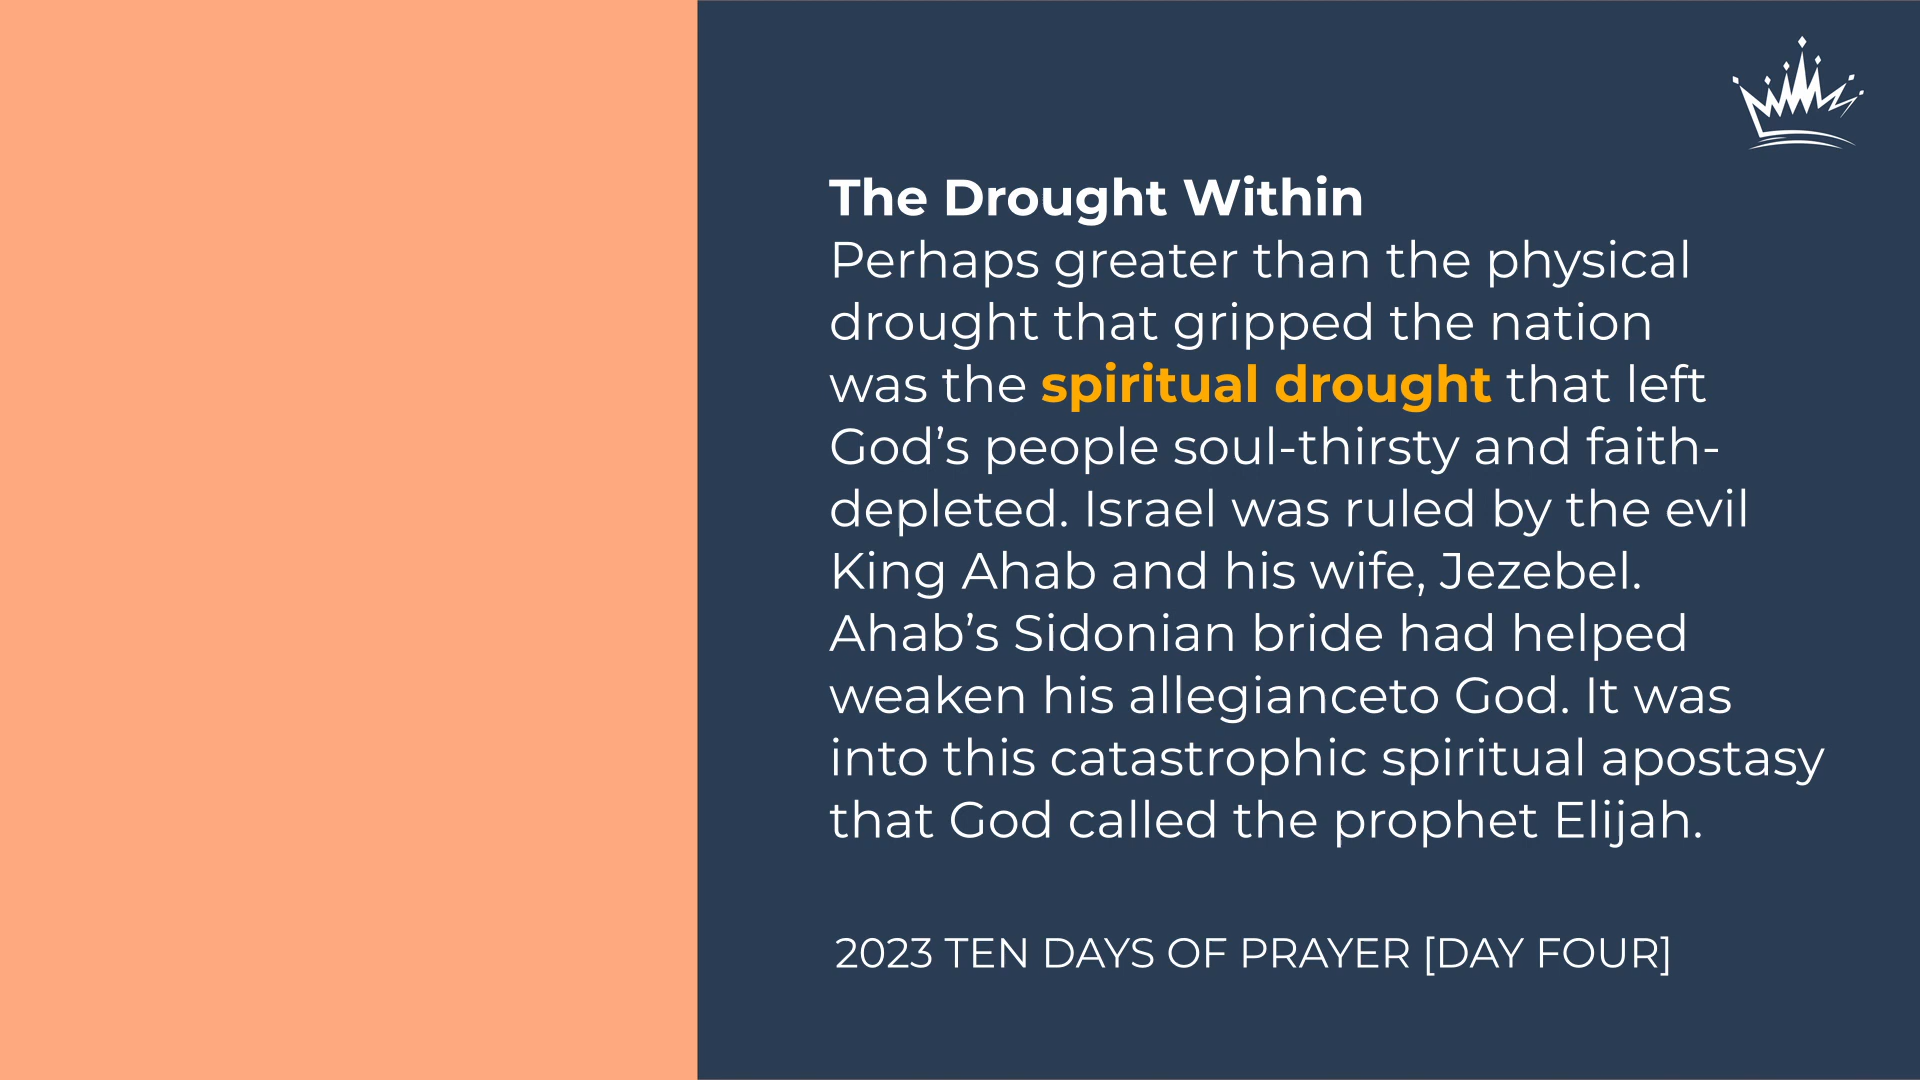 The Drought Within
Perhaps greater than the physical
drought that gripped the nation
was the spiritual drought that left
God’s people soul-thirsty and faith-
depleted. Israel was ruled by the evil
King Ahab and his wife, Jezebel.
Ahab’s Sidonian bride had helped
weaken his allegianceto God. It was
into this catastrophic spiritual apostasy
that God called the prophet Elijah.
2023 TEN DAYS OF PRAYER [DAY FOUR]